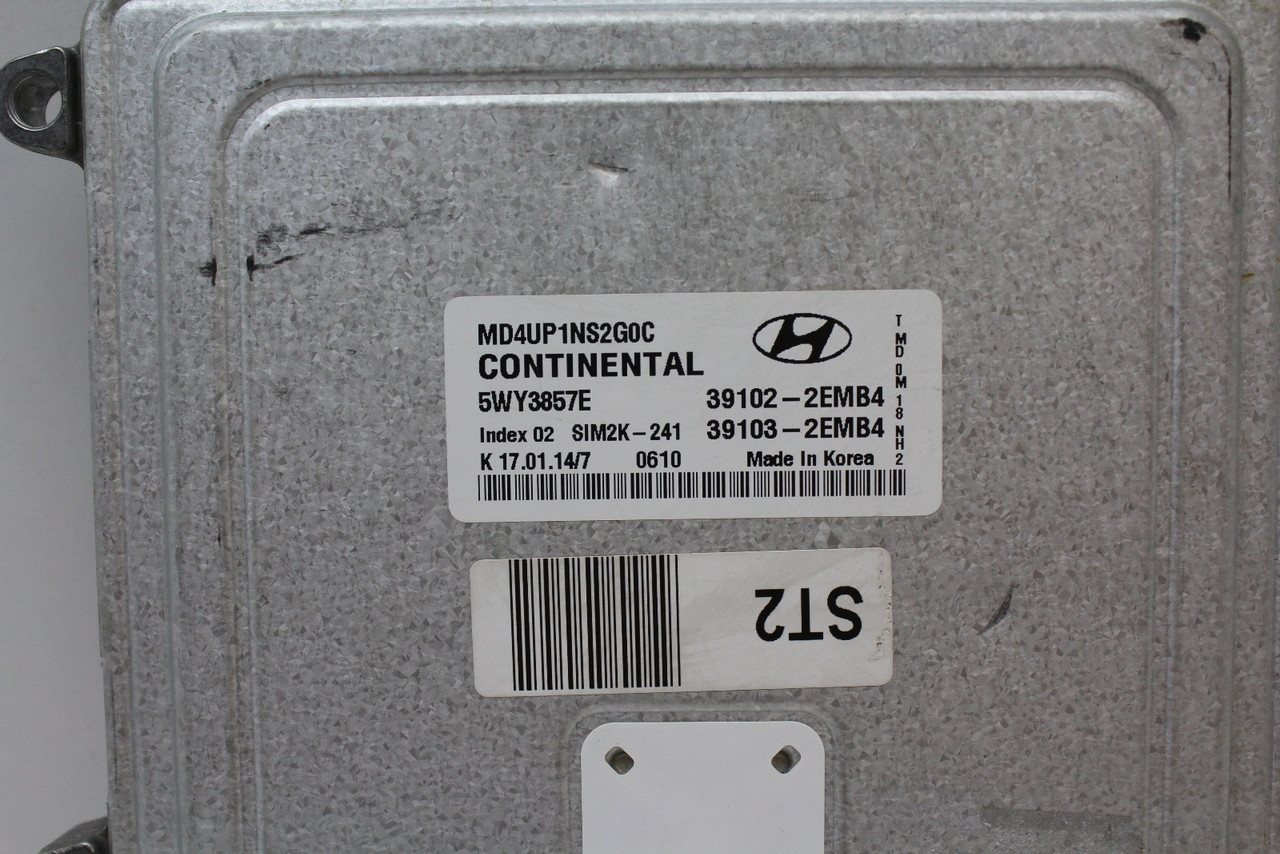 MD4UP1NS2G0C
CONTINENTAL
5WY3857E 39102-2EMB4
Index 02 SIM2K-241 39103-2EMB4
K 17.01.14/7 0610 Made In Korea
T MD 0M 18 NH 2
ST2